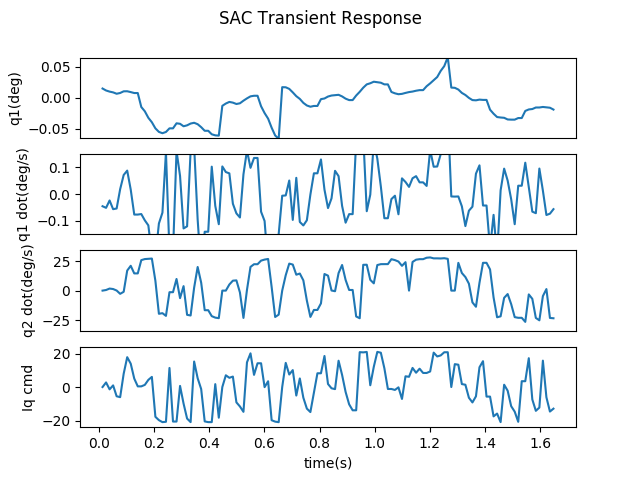 SAC Transient Response
q1(deg)
0.05
0.00
−0.05
q1 dot(deg/s)
0.1
0.0
−0.1
q2 dot(deg/s)
25
0
−25
Iq cmd
20
0
−20
0.0 0.2 0.4 0.6 0.8 1.0 1.2 1.4 1.6
time(s)